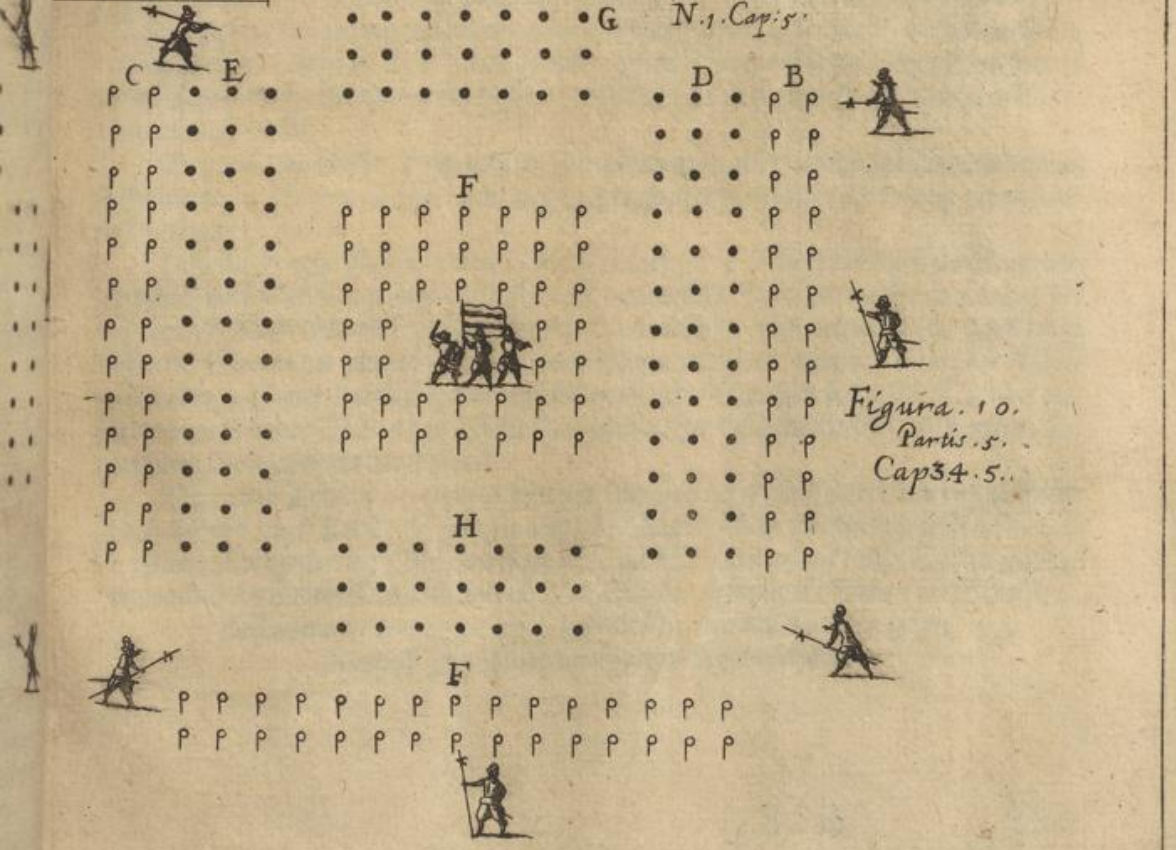 G N.1.Cap:5.
C E D B
F
Figura.10.
Partis.5.
Cap34.5..
H
F